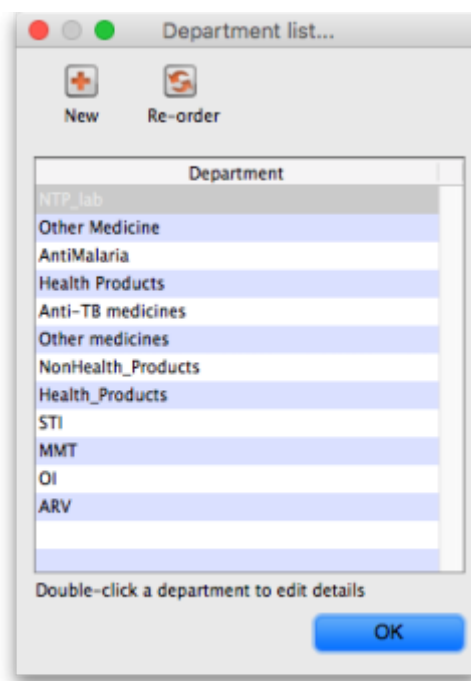 Department list...
New Re-order
Department
NTP_lab
Other Medicine
AntiMalaria
Health Products
Anti-TB medicines
Other medicines
NonHealth_Products
Health_Products
STI
MMT
OI
ARV
Double-click a department to edit details
OK